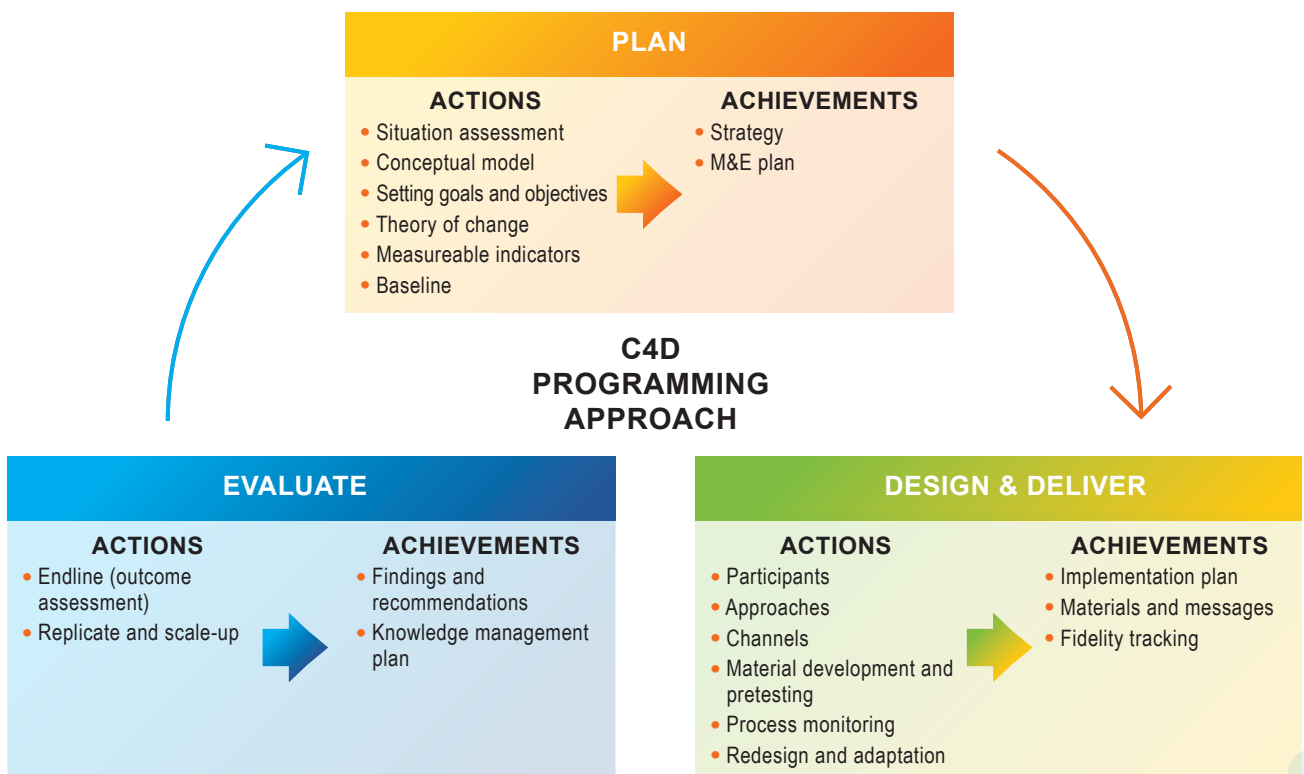 PLAN
ACTIONS
• Situation assessment
• Conceptual model
• Setting goals and objectives
• Theory of change
• Measureable indicators
• Baseline
ACHIEVEMENTS
• Strategy
• M&E plan
C4D
PROGRAMMING
APPROACH
EVALUATE
ACTIONS
• Endline (outcome
assessment)
• Replicate and scale-up
ACHIEVEMENTS
• Findings and
recommendations
• Knowledge management
plan
DESIGN & DELIVER
ACTIONS
• Participants
• Approaches
• Channels
• Material development and
pretesting
• Process monitoring
• Redesign and adaptation
ACHIEVEMENTS
• Implementation plan
• Materials and messages
• Fidelity tracking